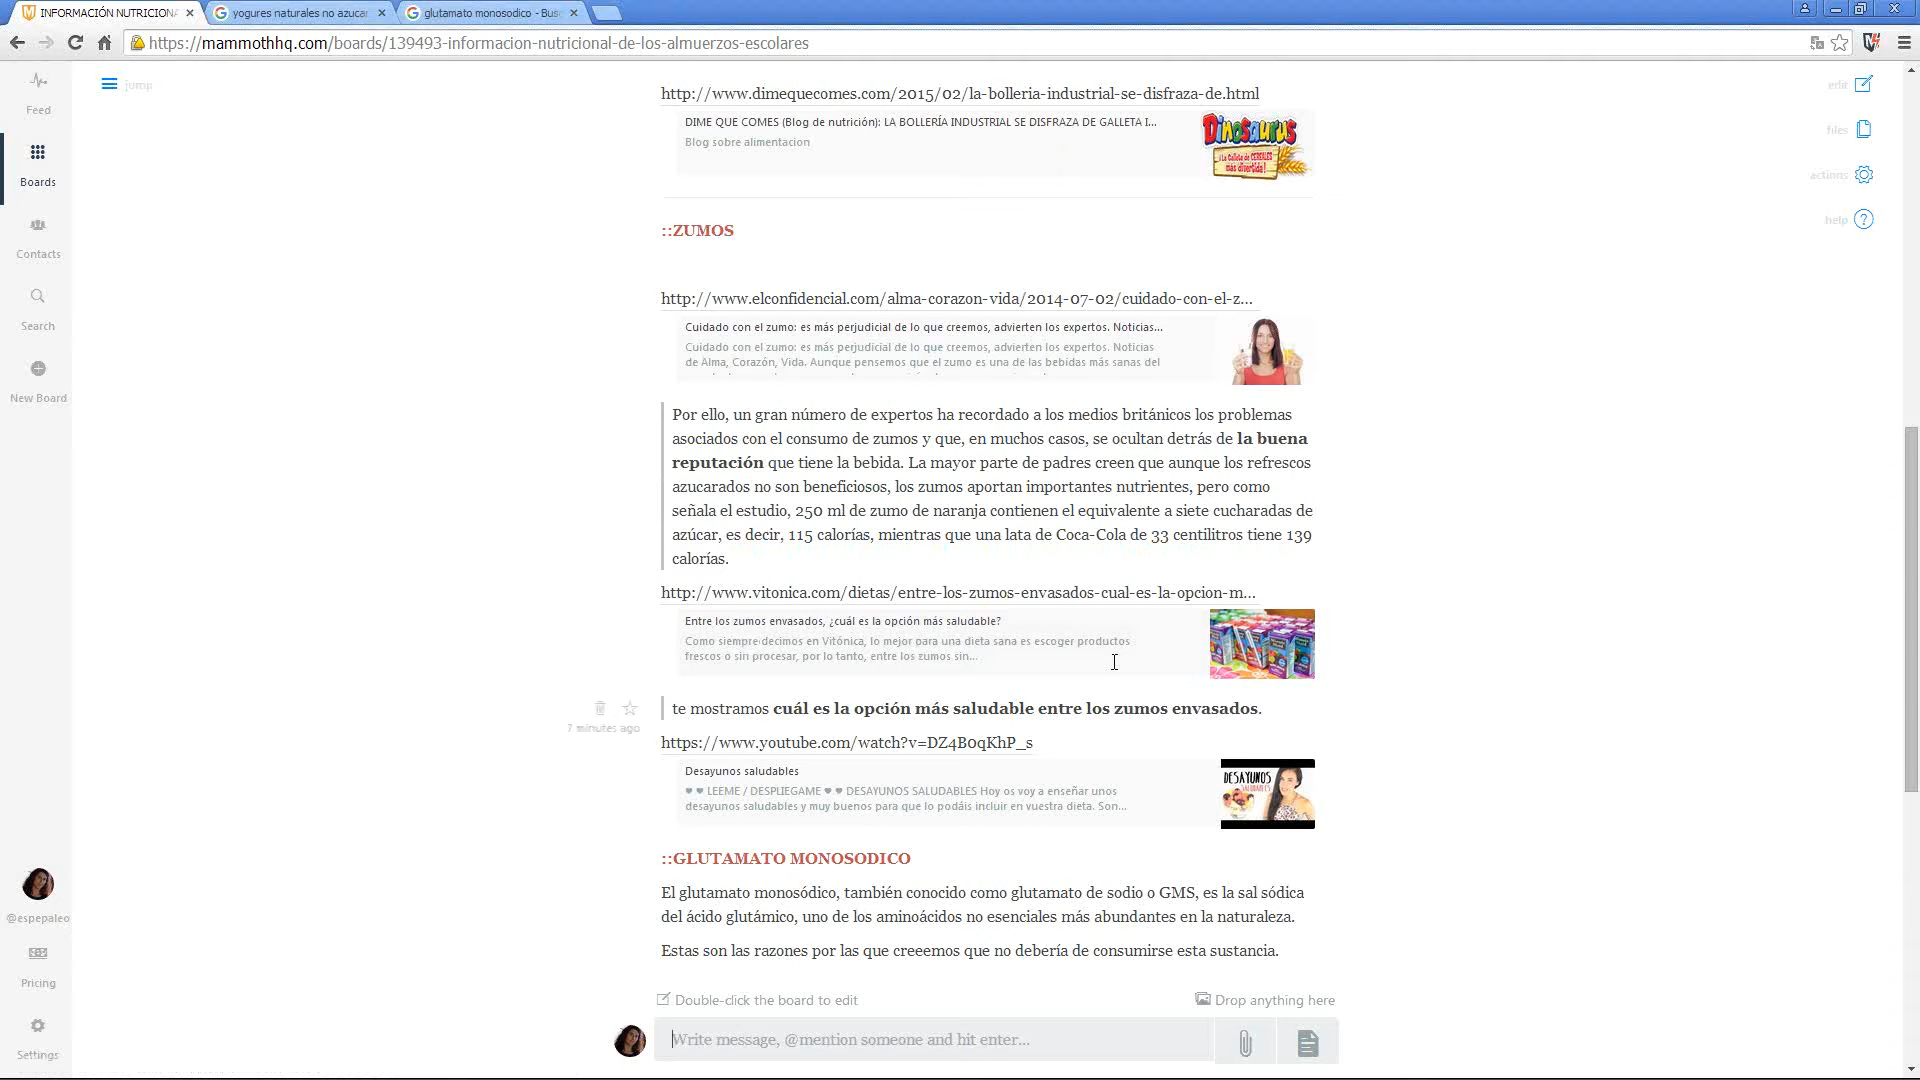 INFORMACIÓN NUTRICIONA
yogures naturales no azucar
glutamato monosodico - Bus
https://mammothhq.com/boards/139493-informacion-nutricional-de-los-almuerzos-escolares
Feed
Boards
Contacts
Search
New Board
@espepaleo
Pricing
Settings
jump
edit
files
actions
help
http://www.dimequecomes.com/2015/02/la-bolleria-industrial-se-disfraza-de.html
DIME QUE COMES (Blog de nutrición): LA BOLLERÍA INDUSTRIAL SE DISFRAZA DE GALLETA I...
Blog sobre alimentacion
Dinosaurus
¡La Galleta de CEREALES
más divertida!
::ZUMOS
http://www.elconfidencial.com/alma-corazon-vida/2014-07-02/cuidado-con-el-z...
Cuidado con el zumo: es más perjudicial de lo que creemos, advierten los expertos. Noticias...
Cuidado con el zumo: es más perjudicial de lo que creemos, advierten los expertos. Noticias
de Alma, Corazón, Vida. Aunque pensemos que el zumo es una de las bebidas más sanas del
Por ello, un gran número de expertos ha recordado a los medios británicos los problemas
asociados con el consumo de zumos y que, en muchos casos, se ocultan detrás de la buena
reputación que tiene la bebida. La mayor parte de padres creen que aunque los refrescos
azucarados no son beneficiosos, los zumos aportan importantes nutrientes, pero como
señala el estudio, 250 ml de zumo de naranja contienen el equivalente a siete cucharadas de
azúcar, es decir, 115 calorías, mientras que una lata de Coca-Cola de 33 centilitros tiene 139
calorías.
http://www.vitonica.com/dietas/entre-los-zumos-envasados-cual-es-la-opcion-m...
Entre los zumos envasados, ¿cuál es la opción más saludable?
Como siempre decimos en Vitónica, lo mejor para una dieta sana es escoger productos
frescos o sin procesar, por lo tanto, entre los zumos sin...
7 minutes ago
te mostramos cuál es la opción más saludable entre los zumos envasados.
https://www.youtube.com/watch?v=DZ4B0qKhP_s
Desayunos saludables
♥ ♥ LEEME / DESPLIEGAME ♥ ♥ DESAYUNOS SALUDABLES Hoy os voy a enseñar unos
desayunos saludables y muy buenos para que lo podáis incluir en vuestra dieta. Son...
DESAYUNOS
SALUDABLES
::GLUTAMATO MONOSODICO
El glutamato monosódico, también conocido como glutamato de sodio o GMS, es la sal sódica
del ácido glutámico, uno de los aminoácidos no esenciales más abundantes en la naturaleza.
Estas son las razones por las que creeemos que no debería de consumirse esta sustancia.
Double-click the board to edit
Drop anything here
Write message, @mention someone and hit enter...